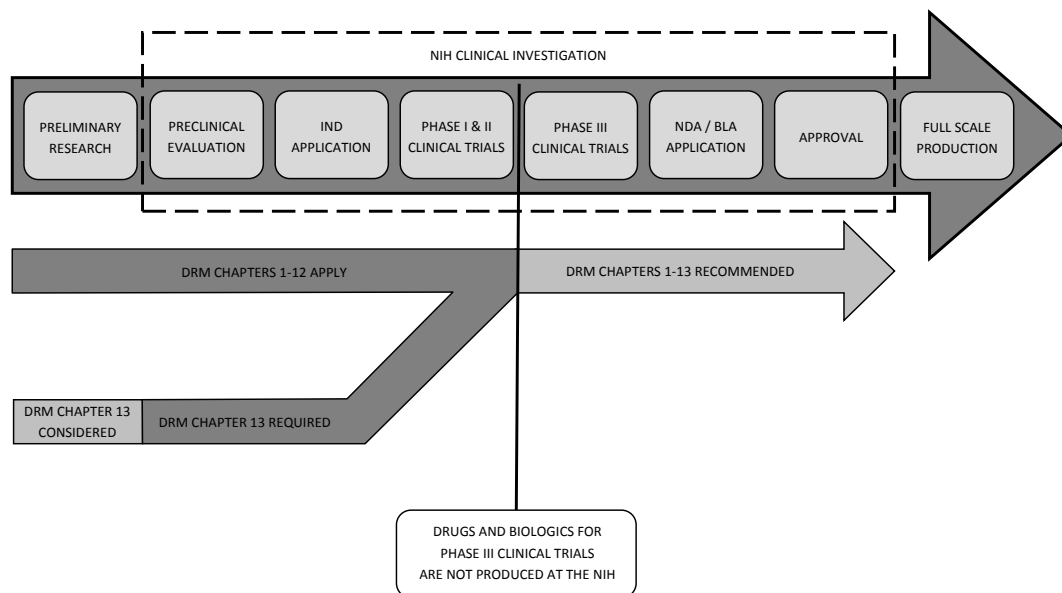 NIH CLINICAL INVESTIGATION
PRELIMINARY
RESEARCH
PRECLINICAL
EVALUATION
IND
APPLICATION
PHASE I & II
CLINICAL TRIALS
PHASE III
CLINICAL TRIALS
NDA / BLA
APPLICATION
APPROVAL
FULL SCALE
PRODUCTION
DRM CHAPTERS 1-12 APPLY
DRM CHAPTERS 1-13 RECOMMENDED
DRM CHAPTER 13
CONSIDERED
DRM CHAPTER 13 REQUIRED
DRUGS AND BIOLOGICS FOR
PHASE III CLINICAL TRIALS
ARE NOT PRODUCED AT THE NIH